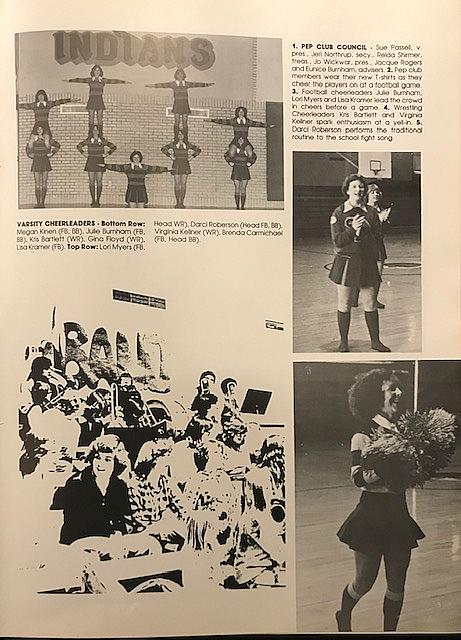 INDIANS
1. PEP CLUB COUNCIL - Sue Passell, v.
pres., Jeri Northrup, secy., Relda Shirmer,
treas., Jo Wickwar, pres., Jacque Rogers
and Eunice Burnham, advisers. 2. Pep club
members wear their new T-shirts as they
cheer the players on at a football game.
3. Football cheerleaders Julie Burnham,
Lori Myers and Lisa Kramer lead the crowd
in cheers before a game. 4. Wrestling
Cheerleaders Kris Bartlett and Virginia
Kellner spark enthusiasm at a yell-in. 5.
Darci Roberson performs the traditional
routine to the school fight song.
VARSITY CHEERLEADERS - Bottom Row:
Megan Kinen (FB, BB), Julie Burnham (FB,
BB), Kris Bartlett (WR), Gina Floyd (WR),
Lisa Kramer (FB). Top Row: Lori Myers (FB,
Head WR), Darci Roberson (Head FB, BB),
Virginia Kellner (WR), Brenda Carmichael
(FB, Head BB).